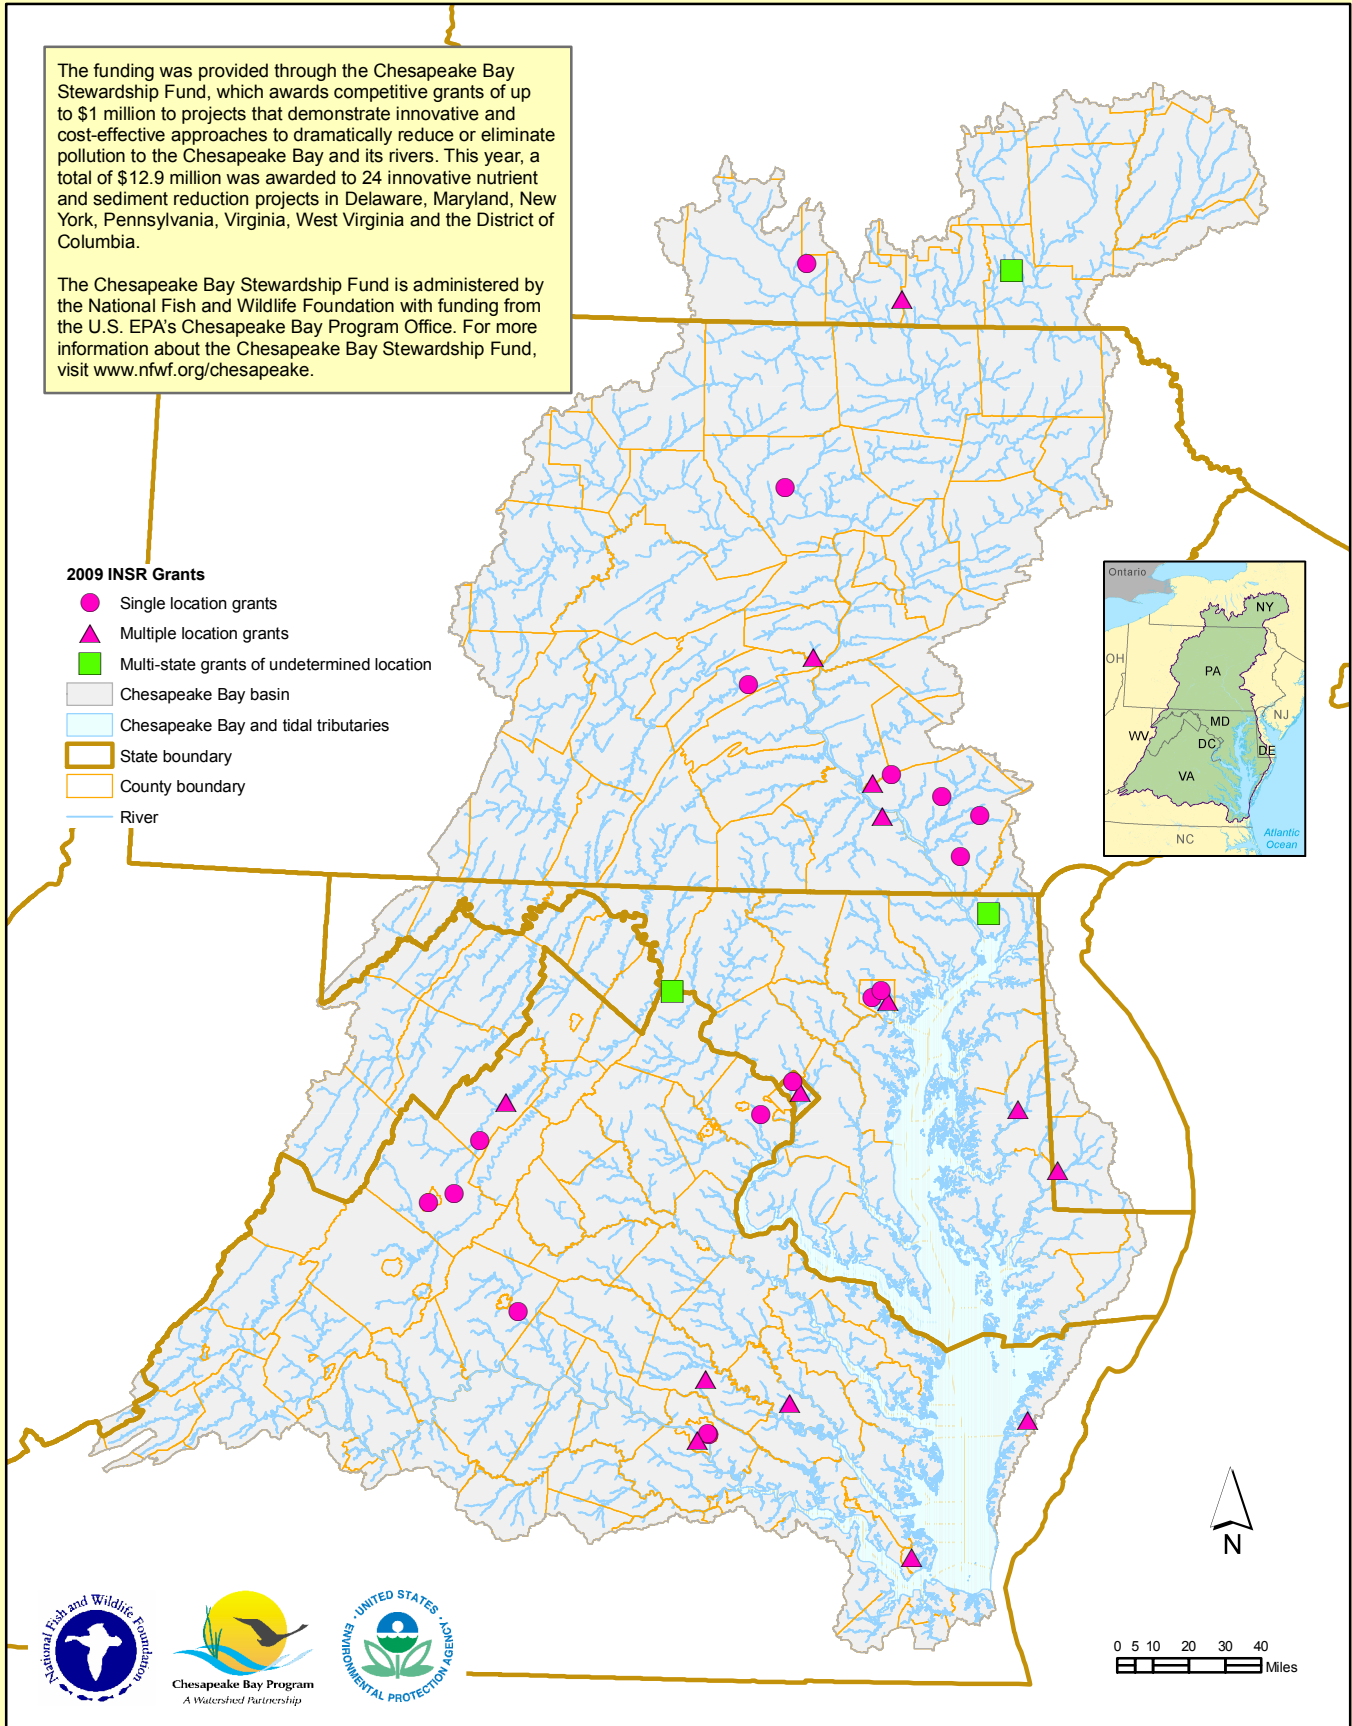 The funding was provided through the Chesapeake Bay
Stewardship Fund, which awards competitive grants of up
to $1 million to projects that demonstrate innovative and
cost-effective approaches to dramatically reduce or eliminate
pollution to the Chesapeake Bay and its rivers. This year, a
total of $12.9 million was awarded to 24 innovative nutrient
and sediment reduction projects in Delaware, Maryland, New
York, Pennsylvania, Virginia, West Virginia and the District of
Columbia.
The Chesapeake Bay Stewardship Fund is administered by
the National Fish and Wildlife Foundation with funding from
the U.S. EPA's Chesapeake Bay Program Office. For more
information about the Chesapeake Bay Stewardship Fund,
visit www.nfwf.org/chesapeake.
2009 INSR Grants
Single location grants
Multiple location grants
Multi-state grants of undetermined location
Chesapeake Bay basin
Chesapeake Bay and tidal tributaries
State boundary
County boundary
River
Ontario
NY
OH
PA
NJ
MD
WV
DC
DE
VA
NC
Atlantic
Ocean
N
0 5 10 20 30 40
Miles
National Fish and Wildlife Foundation
Chesapeake Bay Program
A Watershed Partnership
UNITED STATES
ENVIRONMENTAL PROTECTION AGENCY